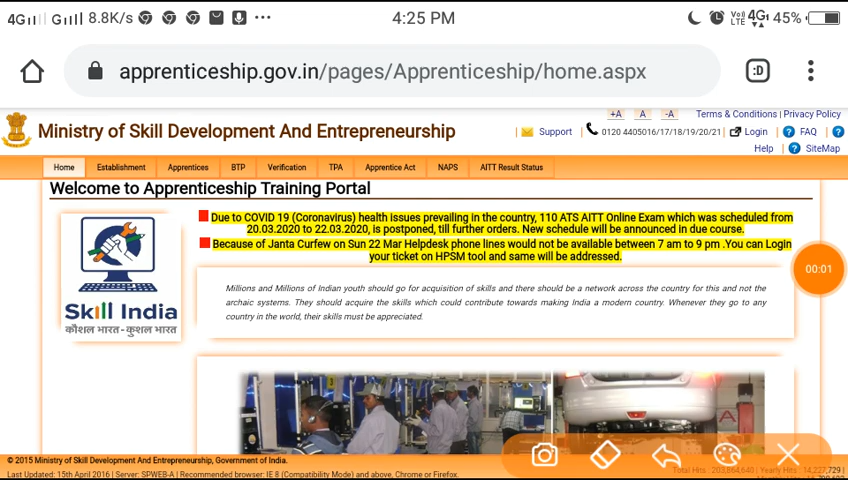 4G 8.8K/s 4:25 PM VoLTE 4G 45%
apprenticeship.gov.in/pages/Apprenticeship/home.aspx :D
+A A -A Terms & Conditions | Privacy Policy
Ministry of Skill Development And Entrepreneurship
Support 0120 4405016/17/18/19/20/21 Login ? FAQ ?
Help ? SiteMap
Home Establishment Apprentices BTP Verification TPA Apprentice Act NAPS AITT Result Status
Welcome to Apprenticeship Training Portal
Due to COVID 19 (Coronavirus) health issues prevailing in the country, 110 ATS AITT Online Exam which was scheduled from
20.03.2020 to 22.03.2020, is postponed, till further orders. New schedule will be announced in due course.
Because of Janta Curfew on Sun 22 Mar Helpdesk phone lines would not be available between 7 am to 9 pm .You can Login
your ticket on HPSM tool and same will be addressed.
00:01
Skill India
कौशल भारत-कुशल भारत
Millions and Millions of Indian youth should go for acquisition of skills and there should be a network across the country for this and not the
archaic systems. They should acquire the skills which could contribute towards making India a modern country. Whenever they go to any
country in the world, their skills must be appreciated.
© 2015 Ministry of Skill Development And Entrepreneurship, Government of India.
Last Updated: 15th April 2016 | Server: SPWEB-A | Recommended browser: IE 8 (Compatibility Mode) and above, Chrome or Firefox.
Total Hits : 203,864,640 | Yearly Hits : 14,227,729 |